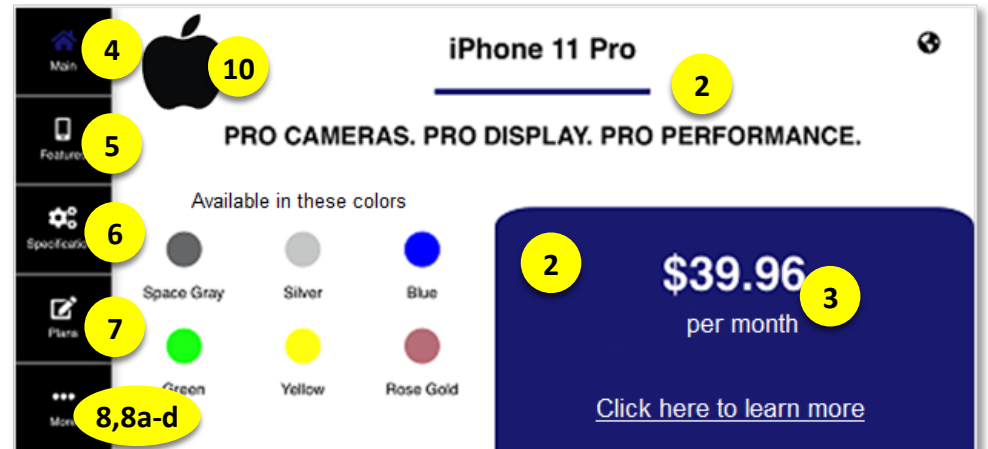 4
Main
10
iPhone 11 Pro
2
5
Features
PRO CAMERAS. PRO DISPLAY. PRO PERFORMANCE.
Available in these colors
6
Space Gray
Silver
Blue
2
$39.96
3
per month
7
Plans
Green
Yellow
Rose Gold
8,8a-d
Click here to learn more